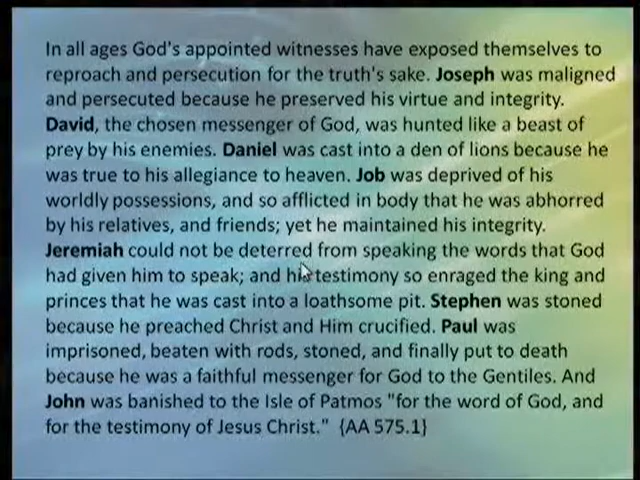 In all ages God's appointed witnesses have exposed themselves to
reproach and persecution for the truth's sake. Joseph was maligned
and persecuted because he preserved his virtue and integrity.
David, the chosen messenger of God, was hunted like a beast of
prey by his enemies. Daniel was cast into a den of lions because he
was true to his allegiance to heaven. Job was deprived of his
worldly possessions, and so afflicted in body that he was abhorred
by his relatives, and friends; yet he maintained his integrity.
Jeremiah could not be deterred from speaking the words that God
had given him to speak; and his testimony so enraged the king and
princes that he was cast into a loathsome pit. Stephen was stoned
because he preached Christ and Him crucified. Paul was
imprisoned, beaten with rods, stoned, and finally put to death
because he was a faithful messenger for God to the Gentiles. And
John was banished to the Isle of Patmos "for the word of God, and
for the testimony of Jesus Christ." {AA 575.1}